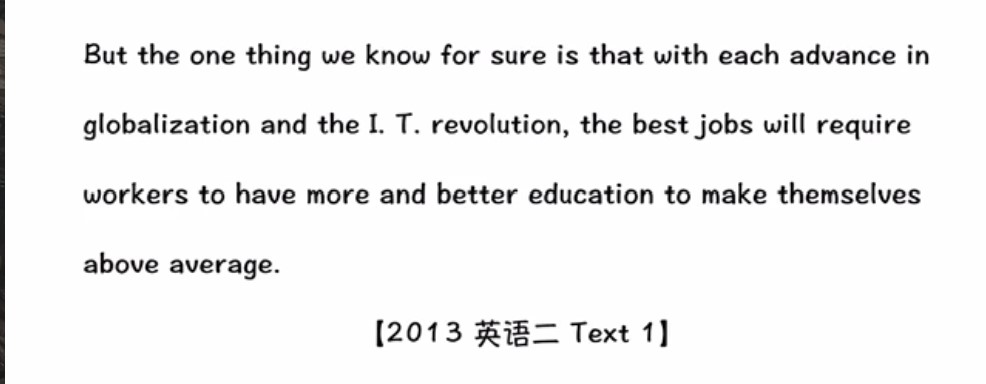 But the one thing we know for sure is that with each advance in
globalization and the I. T. revolution, the best jobs will require
workers to have more and better education to make themselves
above average.
【2013 英语二 Text 1】